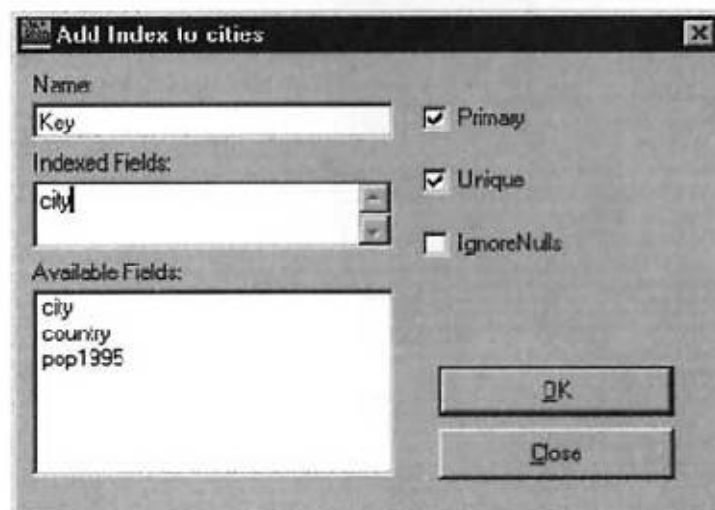 Add Index to cities
Name:
Key
Primary
Indexed Fields:
city
Unique
IgnoreNulls
Available Fields:
city
country
pop1995
OK
Close